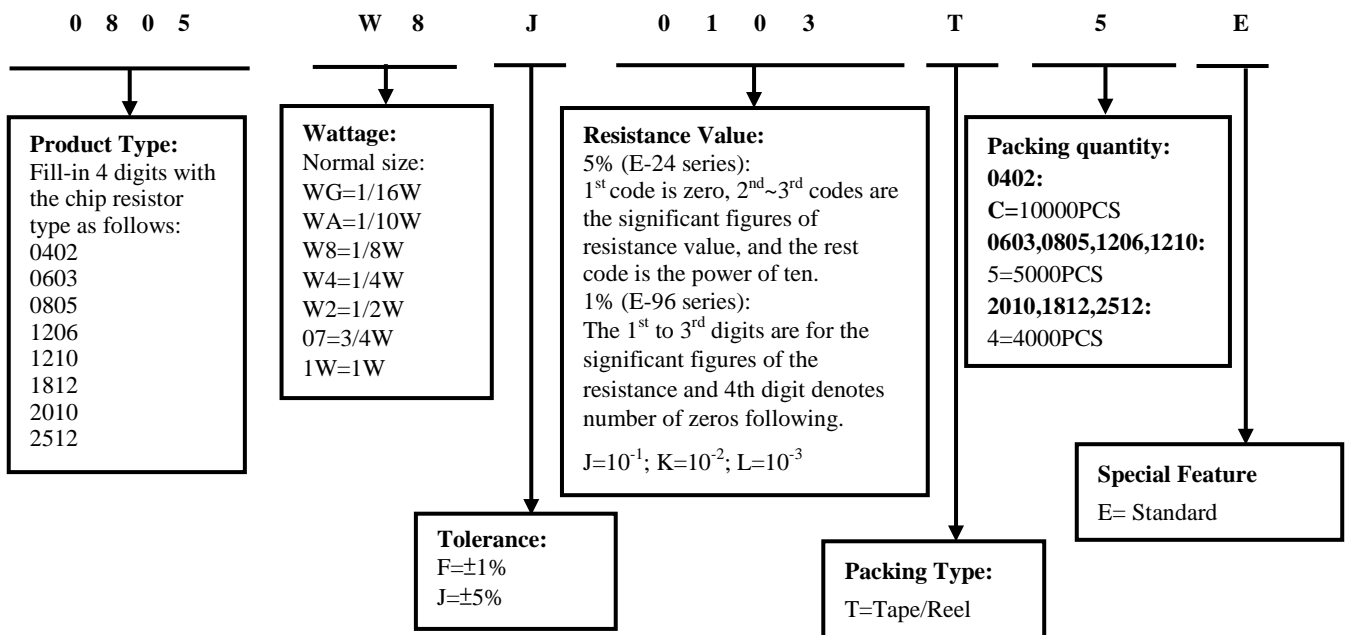 0 8 0 5 W 8 J 0 1 0 3 T 5 E
Product Type:
Fill-in 4 digits with
the chip resistor
type as follows:
0402
0603
0805
1206
1210
1812
2010
2512
Wattage:
Normal size:
WG=1/16W
WA=1/10W
W8=1/8W
W4=1/4W
W2=1/2W
07=3/4W
1W=1W
Tolerance:
F=±1%
J=±5%
Resistance Value:
5% (E-24 series):
1st code is zero, 2nd~3rd codes are
the significant figures of
resistance value, and the rest
code is the power of ten.
1% (E-96 series):
The 1st to 3rd digits are for the
significant figures of the
resistance and 4th digit denotes
number of zeros following.
J=10-1; K=10-2; L=10-3
Packing Type:
T=Tape/Reel
Packing quantity:
0402:
C=10000PCS
0603,0805,1206,1210:
5=5000PCS
2010,1812,2512:
4=4000PCS
Special Feature
E= Standard